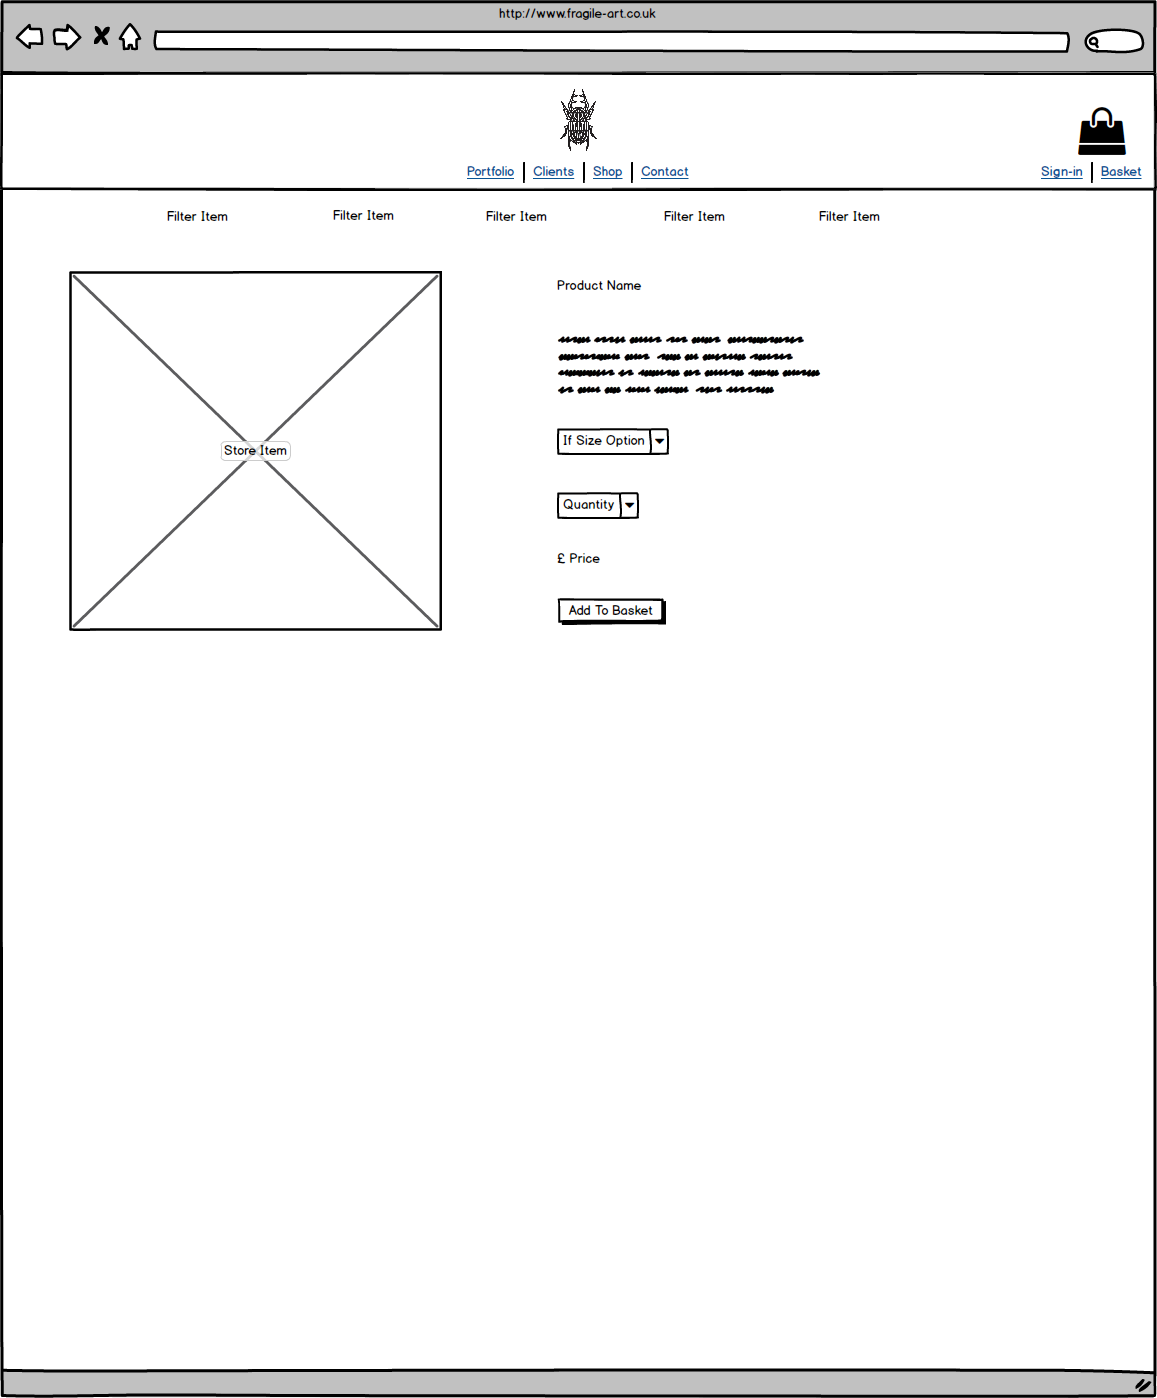 http://www.fragile-art.co.uk
Portfolio Clients Shop Contact
Sign-in Basket
Filter Item Filter Item Filter Item Filter Item Filter Item
Product Name
If Size Option
Store Item
Quantity
£ Price
Add To Basket